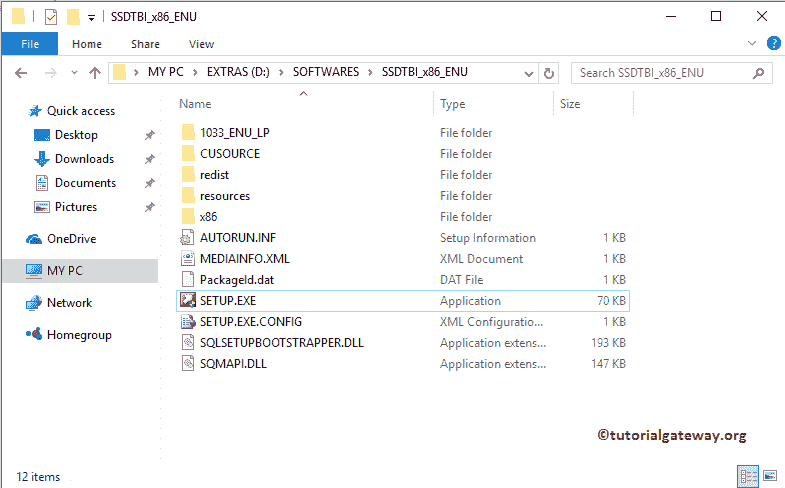 SSDTBI_x86_ENU
File Home Share View
MY PC EXTRAS (D:) SOFTWARES SSDTBI_x86_ENU Search SSDTBI_x86_ENU
Quick access
Desktop
Downloads
Documents
Pictures
OneDrive
MY PC
Network
Homegroup
Name Type Size
1033_ENU_LP File folder
CUSOURCE File folder
redist File folder
resources File folder
x86 File folder
AUTORUN.INF Setup Information 1 KB
MEDIAINFO.XML XML Document 1 KB
PackageId.dat DAT File 1 KB
SETUP.EXE Application 70 KB
SETUP.EXE.CONFIG XML Configuratio... 1 KB
SQLSETUPBOOTSTRAPPER.DLL Application extens... 193 KB
SQMAPI.DLL Application extens... 147 KB
©tutorialgateway.org
12 items